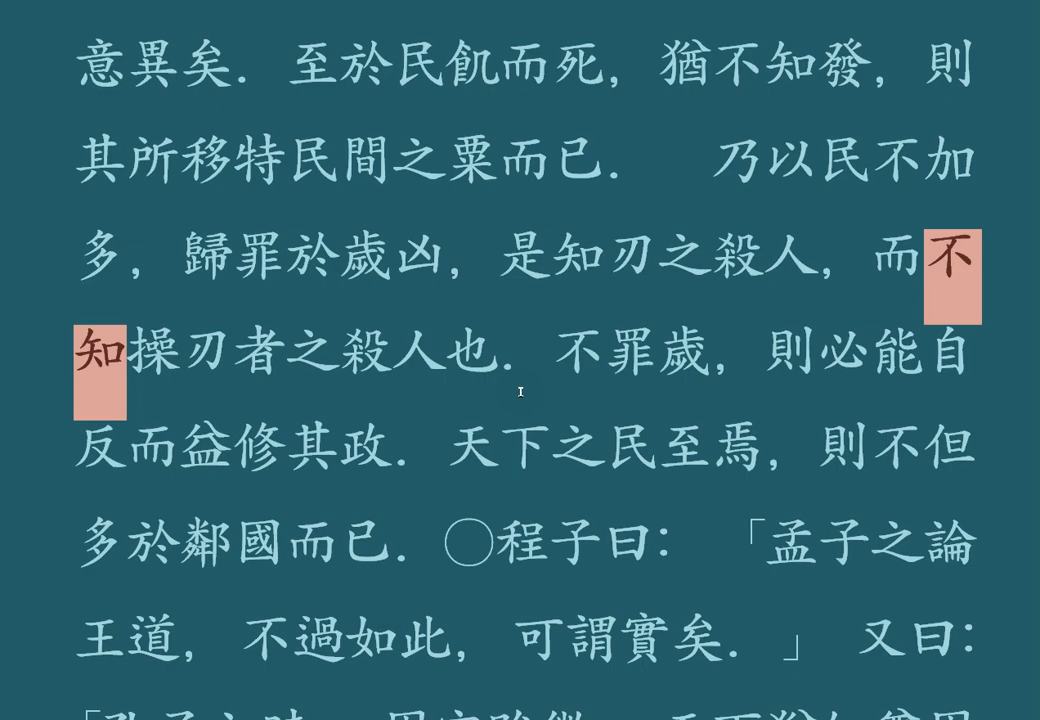 意異矣. 至於民飢而死, 猶不知發, 則
其所移特民間之粟而已. 乃以民不加
多, 歸罪於歲凶, 是知刃之殺人, 而不
知操刃者之殺人也. 不罪歲, 則必能自
反而益修其政. 天下之民至焉, 則不但
多於鄰國而已. ◯程子曰: 「孟子之論
王道, 不過如此, 可謂實矣. 」 又曰: